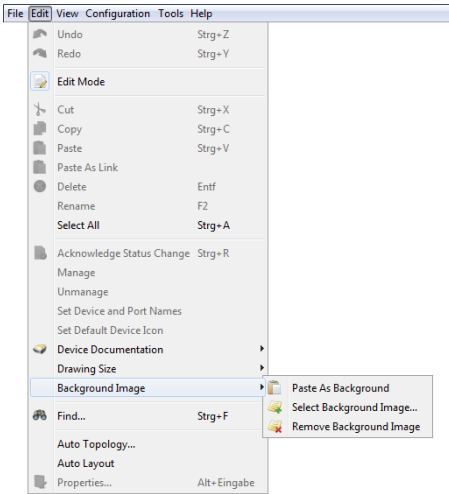 File Edit View Configuration Tools Help
Undo Strg+Z
Redo Strg+Y
Edit Mode
Cut Strg+X
Copy Strg+C
Paste Strg+V
Paste As Link
Delete Entf
Rename F2
Select All Strg+A
Acknowledge Status Change Strg+R
Manage
Unmanage
Set Device and Port Names
Set Default Device Icon
Device Documentation
Drawing Size
Background Image
Paste As Background
Select Background Image...
Remove Background Image
Find... Strg+F
Auto Topology...
Auto Layout
Properties... Alt+Eingabe